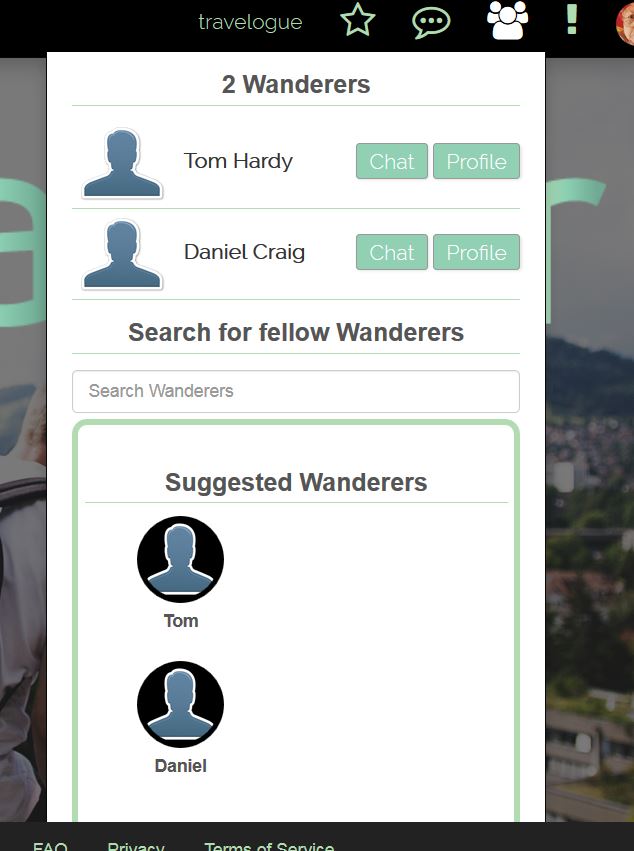 travelogue
2 Wanderers
Tom Hardy Chat Profile
Daniel Craig Chat Profile
Search for fellow Wanderers
Search Wanderers
Suggested Wanderers
Tom
Daniel
FAQ Privacy Terms of Service